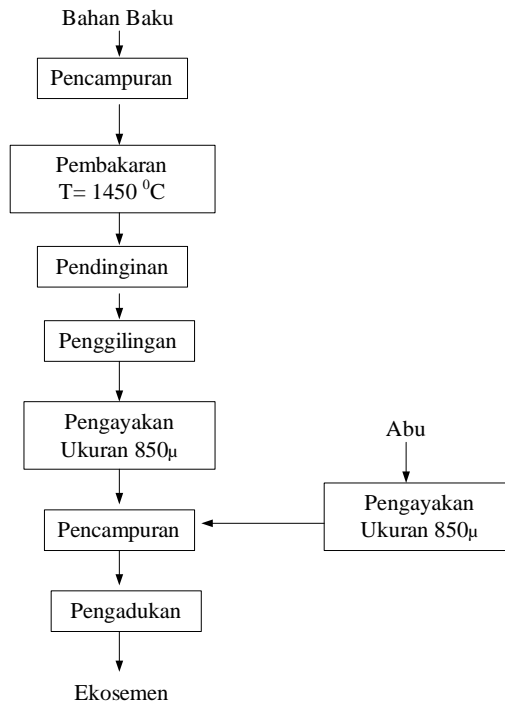 Bahan Baku
Pencampuran
Pembakaran
T= 1450 ⁰C
Pendinginan
Penggilingan
Pengayakan
Ukuran 850µ
Abu
Pengayakan
Ukuran 850µ
Pencampuran
Pengadukan
Ekosemen